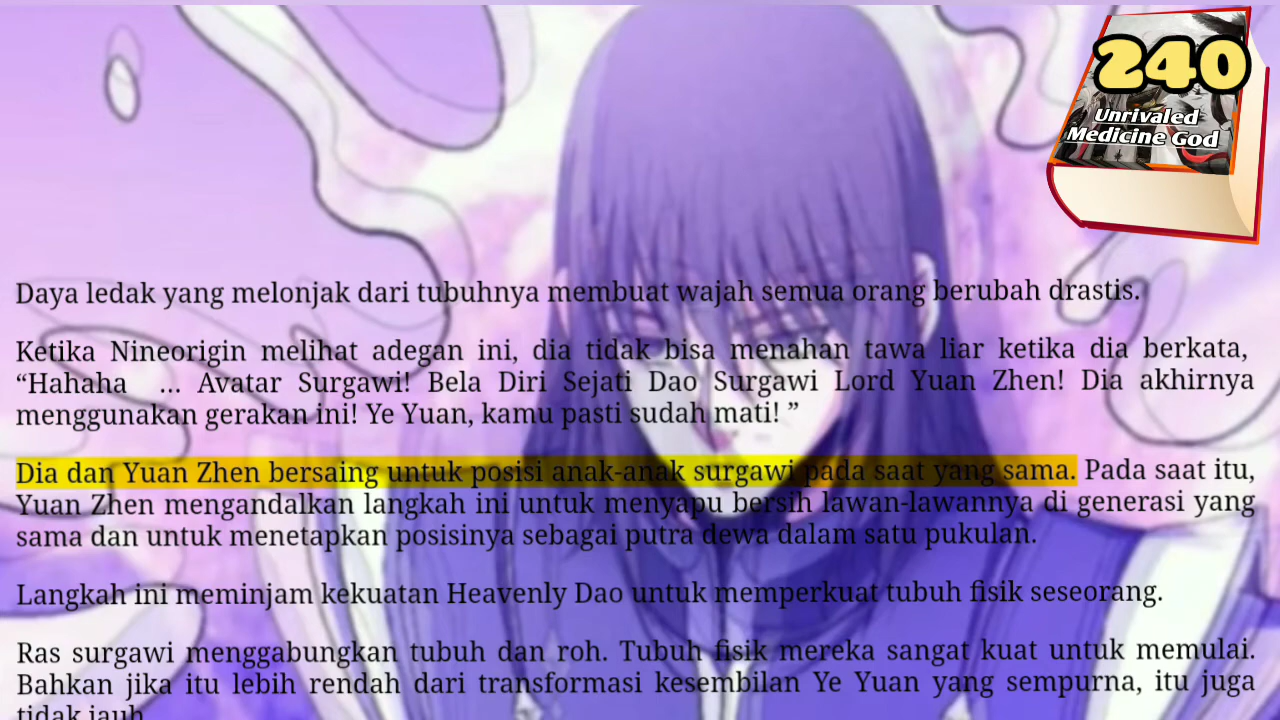 240
Unrivaled
Medicine God
Daya ledak yang melonjak dari tubuhnya membuat wajah semua orang berubah drastis.
Ketika Nineorigin melihat adegan ini, dia tidak bisa menahan tawa liar ketika dia berkata,
“Hahaha ... Avatar Surgawi! Bela Diri Sejati Dao Surgawi Lord Yuan Zhen! Dia akhirnya
menggunakan gerakan ini! Ye Yuan, kamu pasti sudah mati! ”
Dia dan Yuan Zhen bersaing untuk posisi anak-anak surgawi pada saat yang sama. Pada saat itu,
Yuan Zhen mengandalkan langkah ini untuk menyapu bersih lawan-lawannya di generasi yang
sama dan untuk menetapkan posisinya sebagai putra dewa dalam satu pukulan.
Langkah ini meminjam kekuatan Heavenly Dao untuk memperkuat tubuh fisik seseorang.
Ras surgawi menggabungkan tubuh dan roh. Tubuh fisik mereka sangat kuat untuk memulai.
Bahkan jika itu lebih rendah dari transformasi kesembilan Ye Yuan yang sempurna, itu juga
tidak jauh